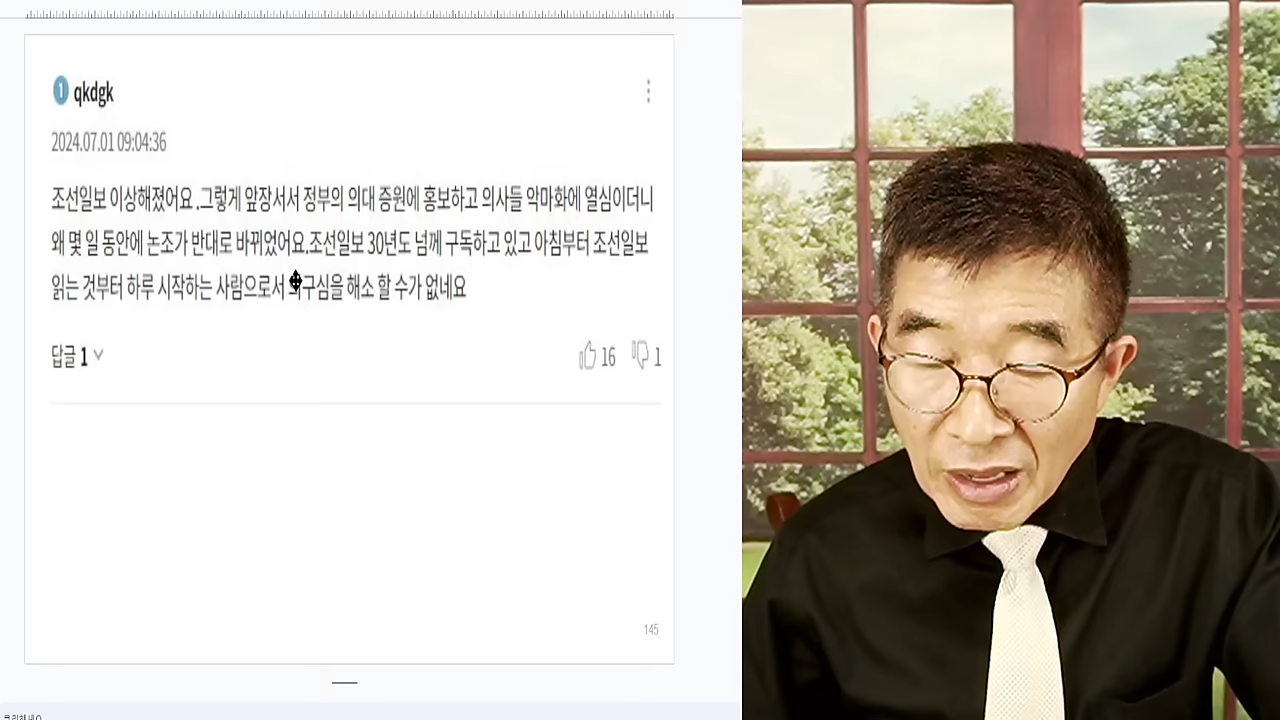 1 qkdgk
2024.07.01 09:04:36
조선일보 이상해졌어요 ,그렇게 앞장서서 정부의 의대 증원에 홍보하고 의사들 악마화에 열심이더니
왜 몇 일 동안에 논조가 반대로 바뀌었어요.조선일보 30년도 넘께 구독하고 있고 아침부터 조선일보
읽는 것부터 하루 시작하는 사람으로서 해소 할 수가 없네요
답글 1
16 1
145